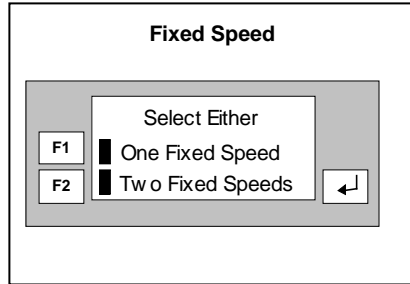 Fixed Speed
Select Either
F1
One Fixed Speed
F2
Two Fixed Speeds